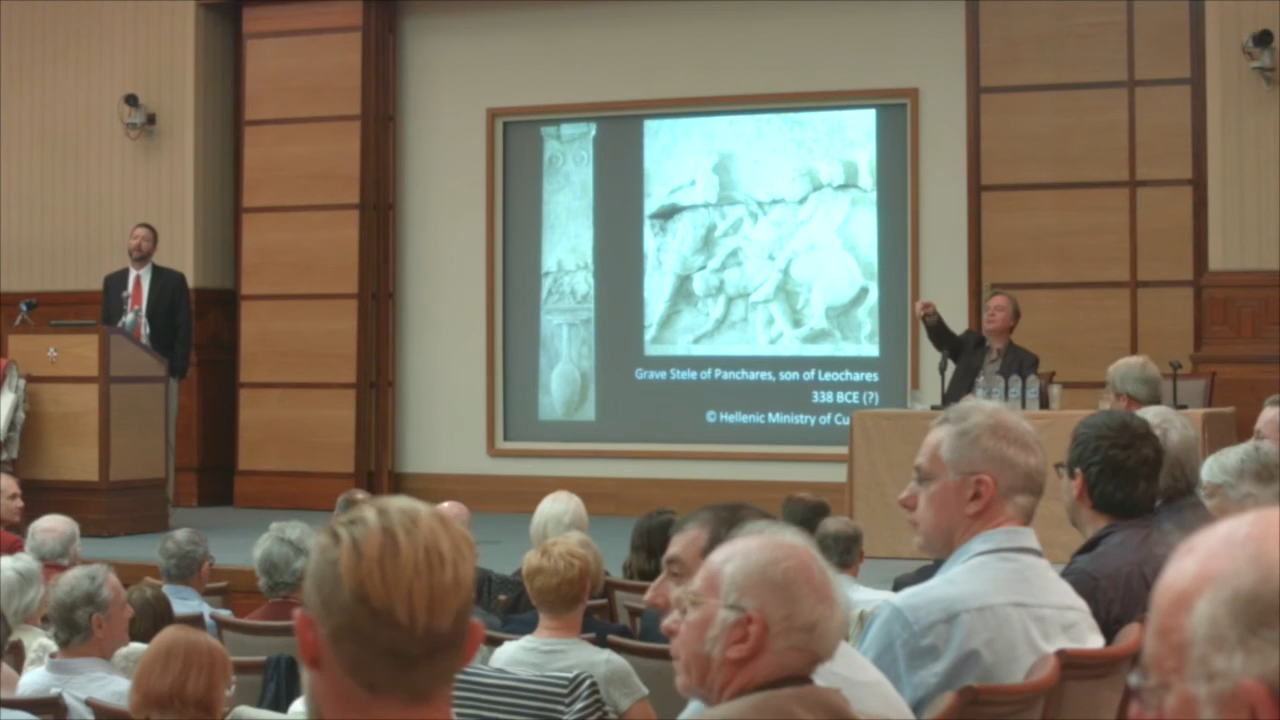 Grave Stele of Panchares, son of Leochares
338 BCE (?)
© Hellenic Ministry of Cu